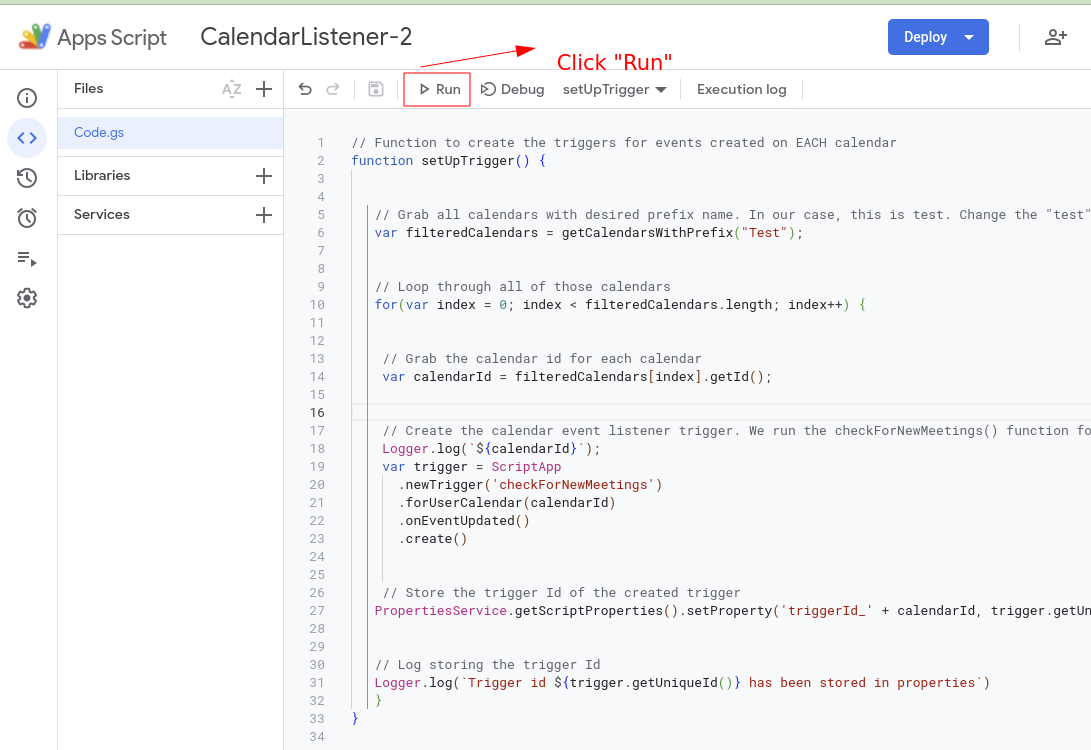 Apps Script CalendarListener-2 Deploy
Click "Run"
Files AZ Run Debug setUpTrigger Execution log
Code.gs
Libraries
Services
1 // Function to create the triggers for events created on EACH calendar
2 function setUpTrigger() {
3
4
5 // Grab all calendars with desired prefix name. In our case, this is test. Change the "test"
6 var filteredCalendars = getCalendarsWithPrefix("Test");
7
8
9 // Loop through all of those calendars
10 for(var index = 0; index < filteredCalendars.length; index++) {
11
12
13 // Grab the calendar id for each calendar
14 var calendarId = filteredCalendars[index].getId();
15
16
17 // Create the calendar event listener trigger. We run the checkForNewMeetings() function fo
18 Logger.log(`${calendarId}`);
19 var trigger = ScriptApp
20 .newTrigger('checkForNewMeetings')
21 .forUserCalendar(calendarId)
22 .onEventUpdated()
23 .create()
24
25
26 // Store the trigger Id of the created trigger
27 PropertiesService.getScriptProperties().setProperty('triggerId_' + calendarId, trigger.getUn
28
29
30 // Log storing the trigger Id
31 Logger.log(`Trigger id ${trigger.getUniqueId()} has been stored in properties`)
32 }
33 }
34